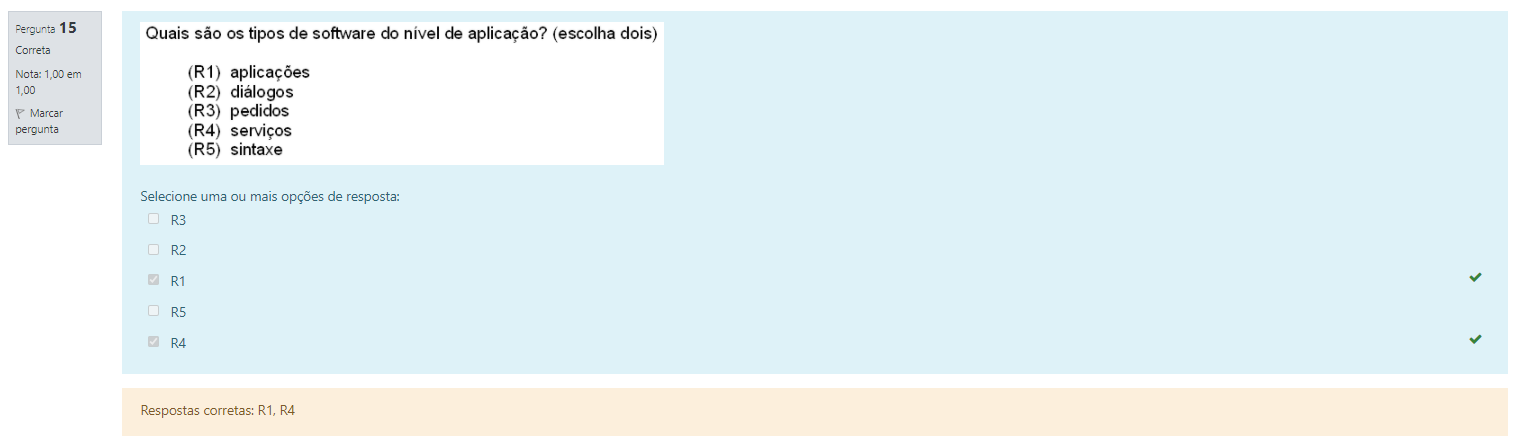 Pergunta 15
Correta
Nota: 1,00 em
1,00
Marcar
pergunta
Quais são os tipos de software do nível de aplicação? (escolha dois)
(R1) aplicações
(R2) diálogos
(R3) pedidos
(R4) serviços
(R5) sintaxe
Selecione uma ou mais opções de resposta:
R3
R2
R1
R5
R4
Respostas corretas: R1, R4